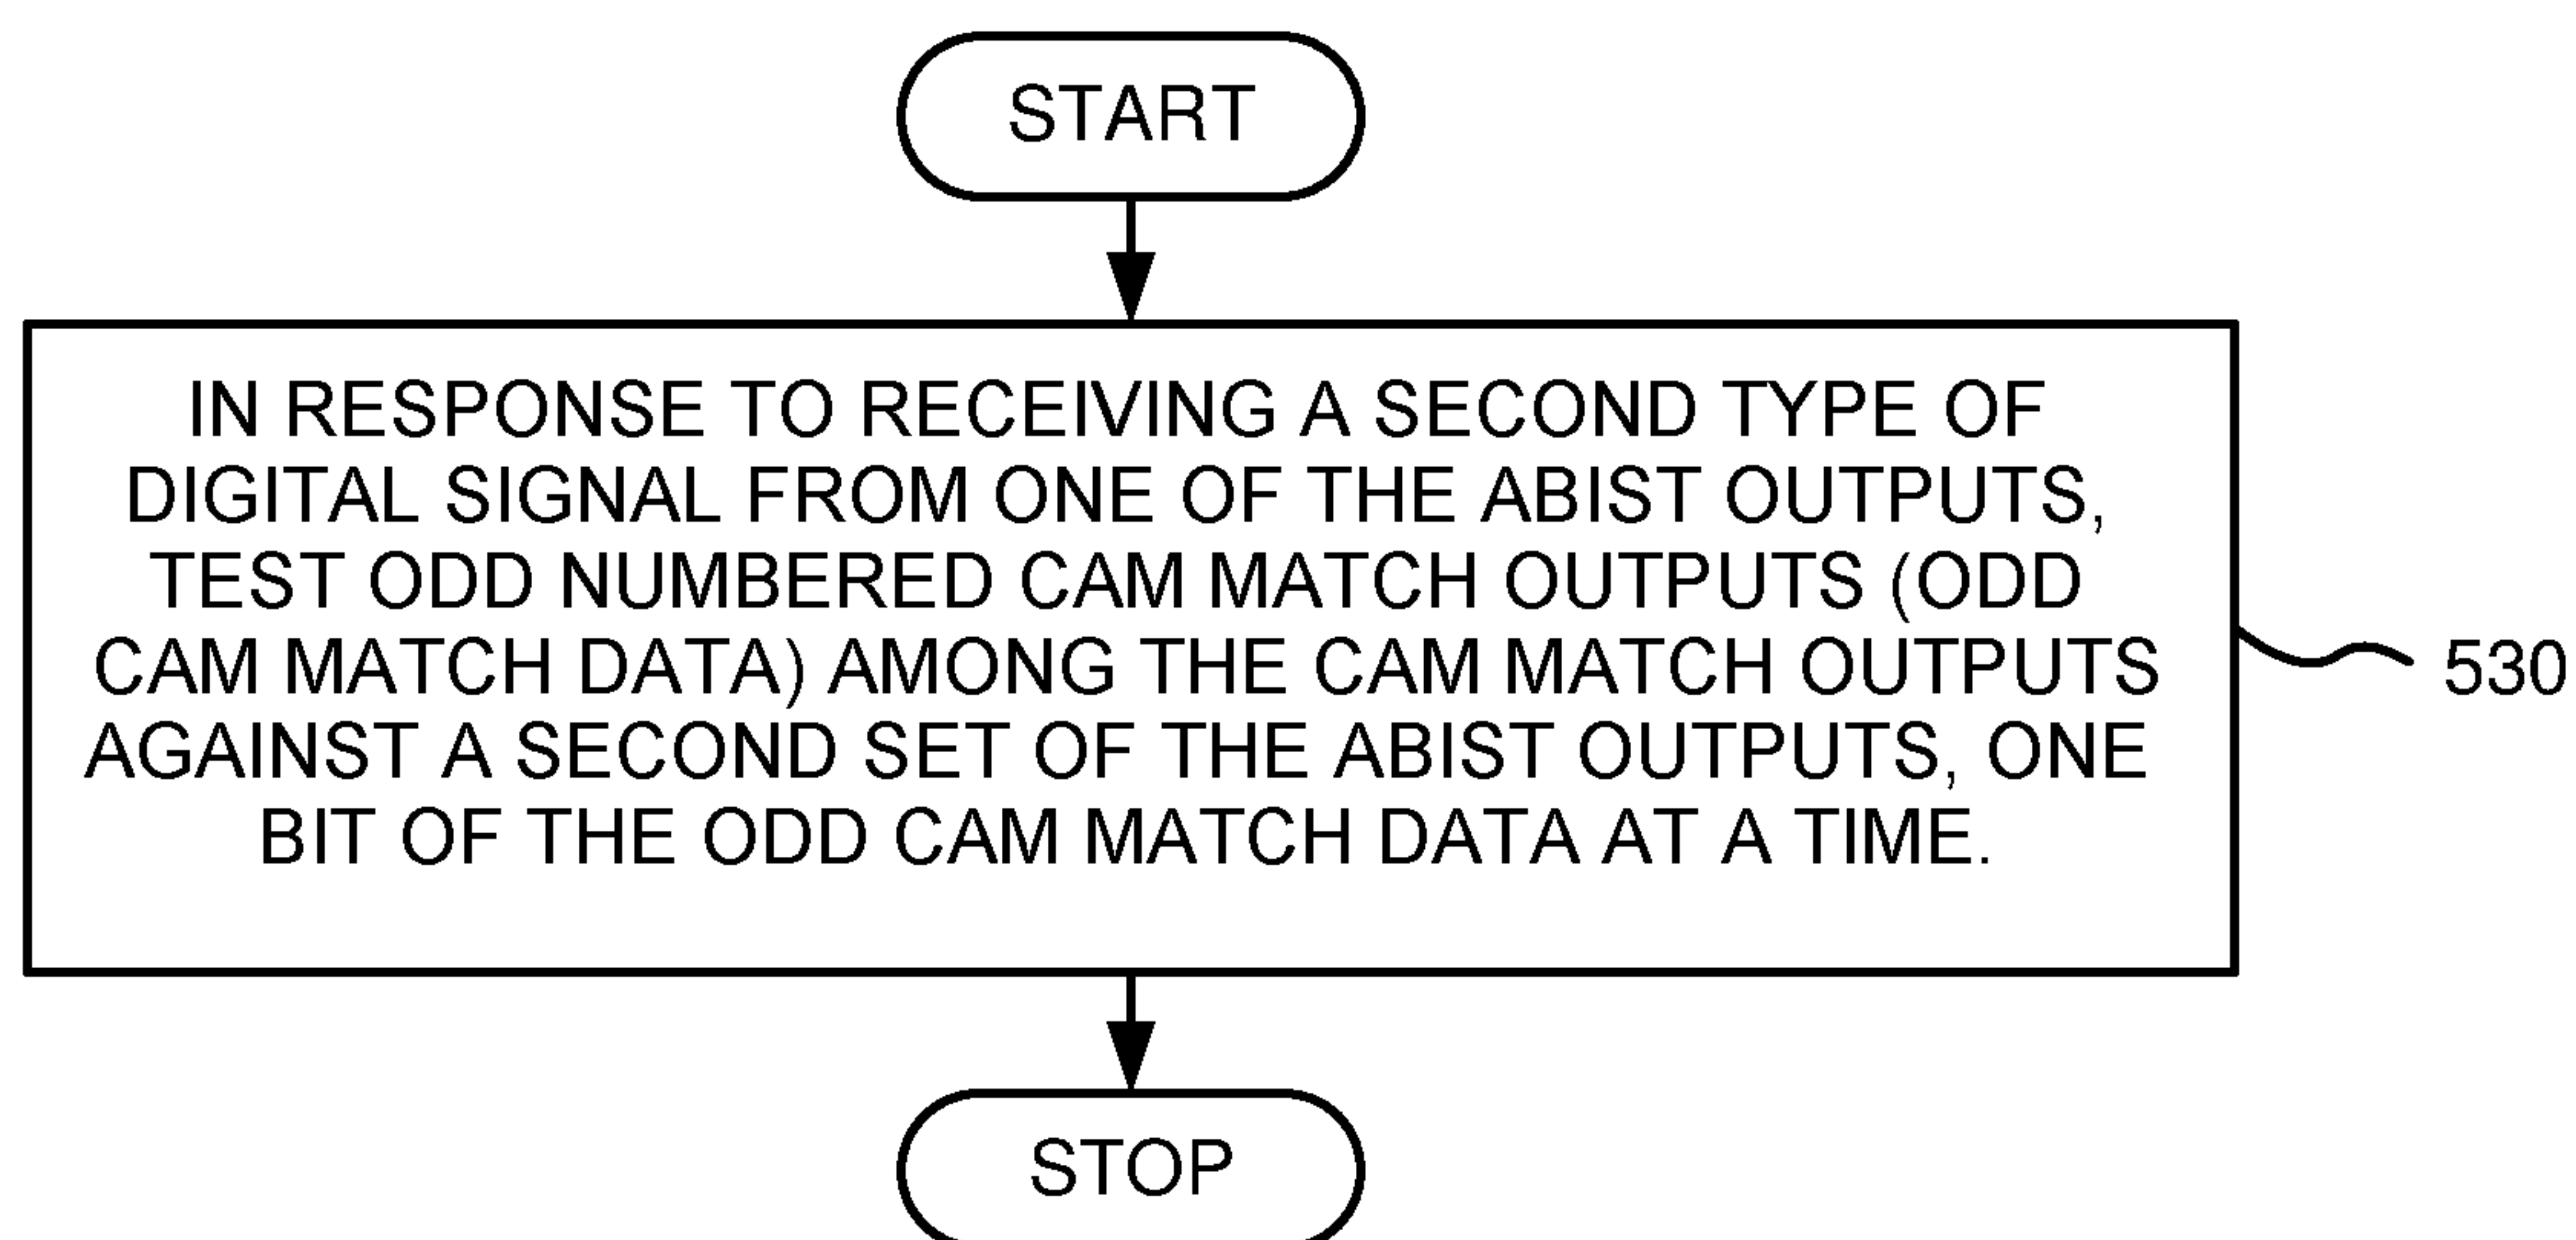 START
IN RESPONSE TO RECEIVING A SECOND TYPE OF
DIGITAL SIGNAL FROM ONE OF THE ABIST OUTPUTS,
TEST ODD NUMBERED CAM MATCH OUTPUTS (ODD
CAM MATCH DATA) AMONG THE CAM MATCH OUTPUTS
AGAINST A SECOND SET OF THE ABIST OUTPUTS, ONE
BIT OF THE ODD CAM MATCH DATA AT A TIME.
530
STOP